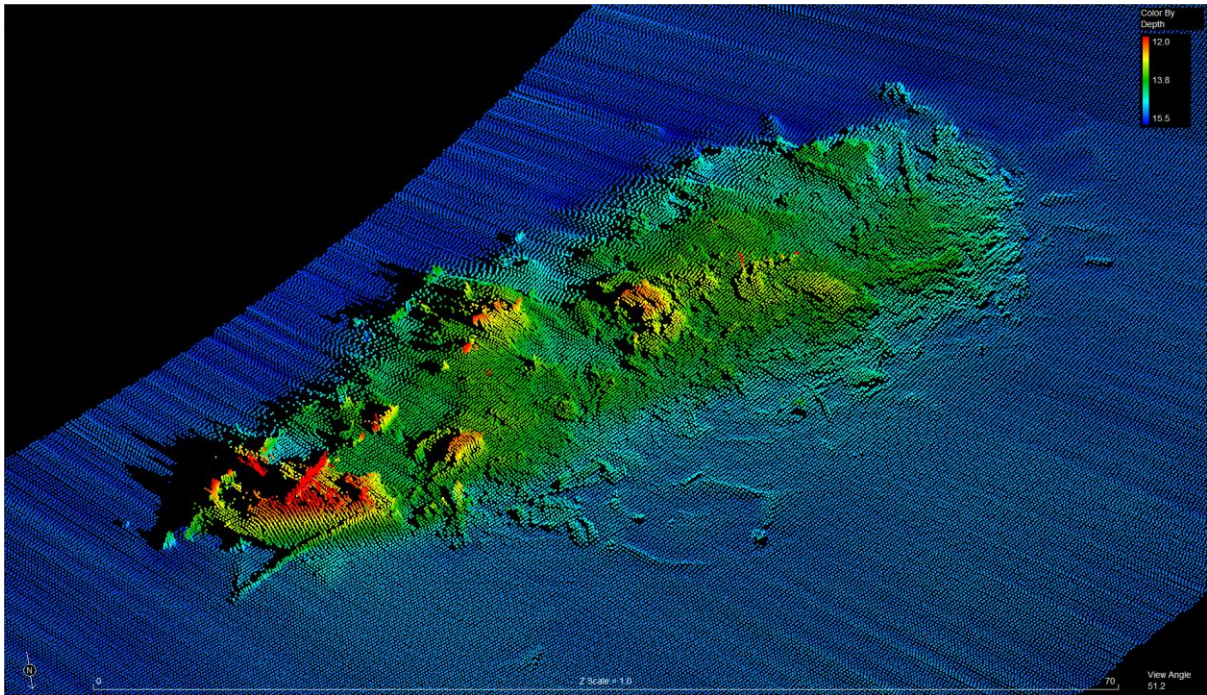 Color By
Depth
12.0
13.8
15.5
N
0
Z Scale = 1.0
70
View Angle
51.2